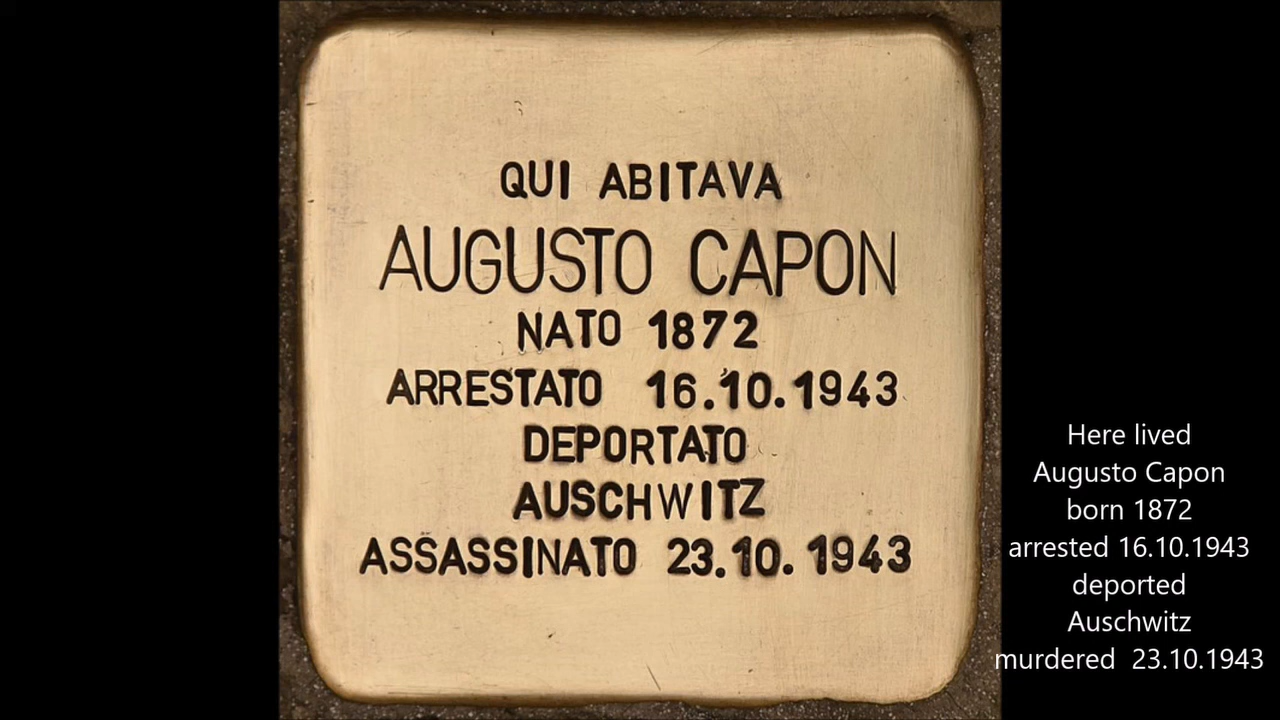 QUI ABITAVA
AUGUSTO CAPON
NATO 1872
ARRESTATO 16.10.1943
DEPORTATO
AUSCHWITZ
ASSASSINATO 23.10.1943
Here lived
Augusto Capon
born 1872
arrested 16.10.1943
deported
Auschwitz
murdered 23.10.1943